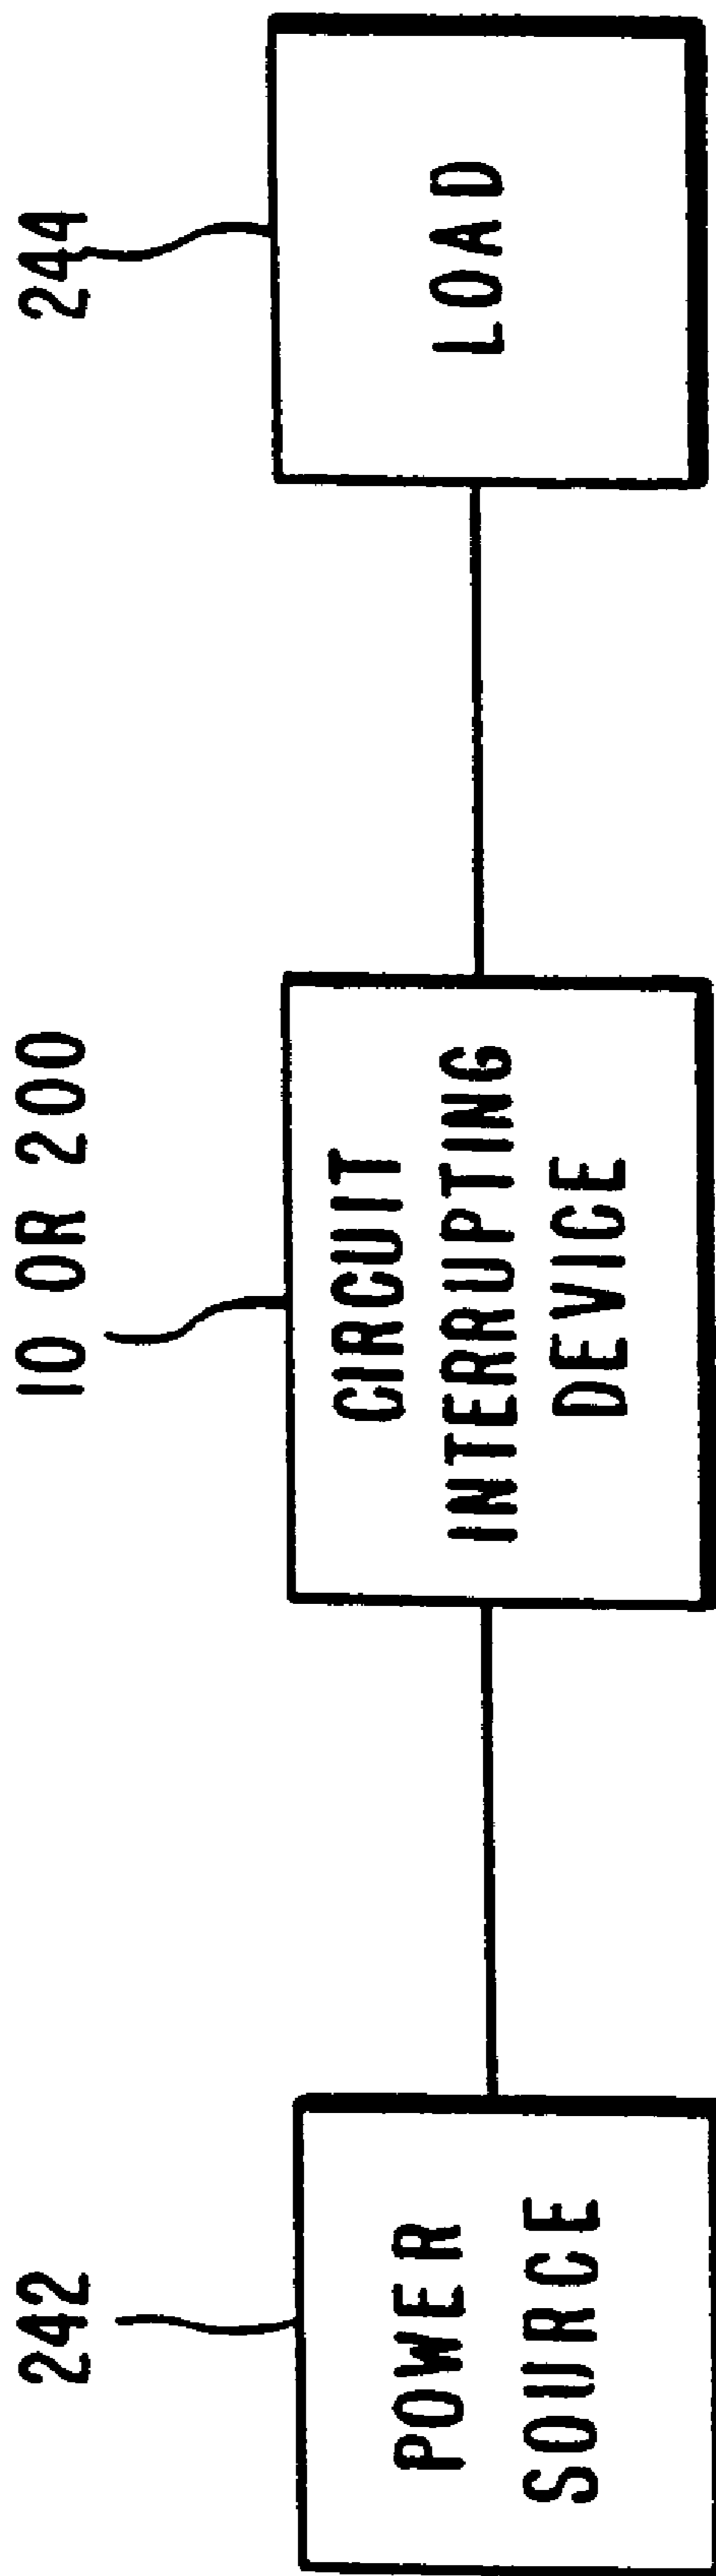 242
10 OR 200
244
POWER
SOURCE
CIRCUIT
INTERRUPTING
DEVICE
LOAD